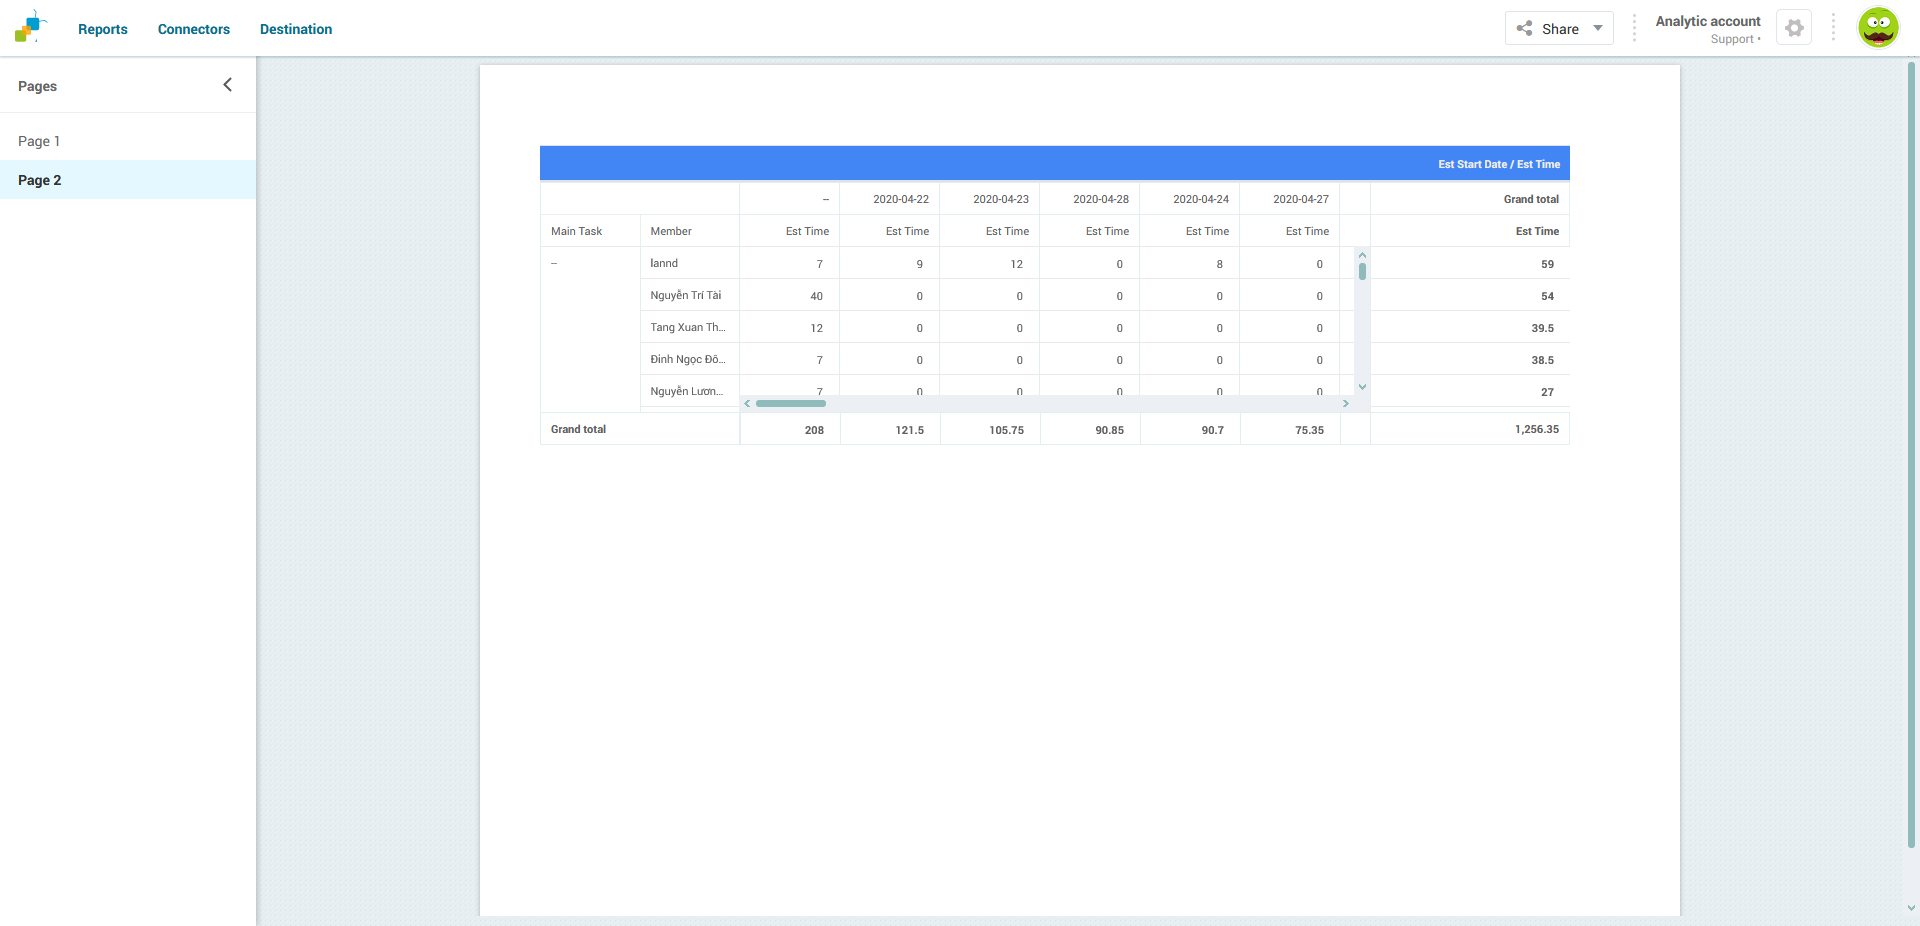 Reports Connectors Destination Share Analytic account
Support •
Pages
Page 1
Page 2
Est Start Date / Est Time
– 2020-04-22 2020-04-23 2020-04-28 2020-04-24 2020-04-27 Grand total
Main Task Member Est Time Est Time Est Time Est Time Est Time Est Time Est Time
– lannd 7 9 12 0 8 0 59
Nguyễn Trí Tài 40 0 0 0 0 0 54
Tang Xuan Th... 12 0 0 0 0 0 39.5
Đinh Ngọc Đô... 7 0 0 0 0 0 38.5
Nguyễn Lươn... 7 0 0 0 0 0 27
Grand total 208 121.5 105.75 90.85 90.7 75.35 1,256.35